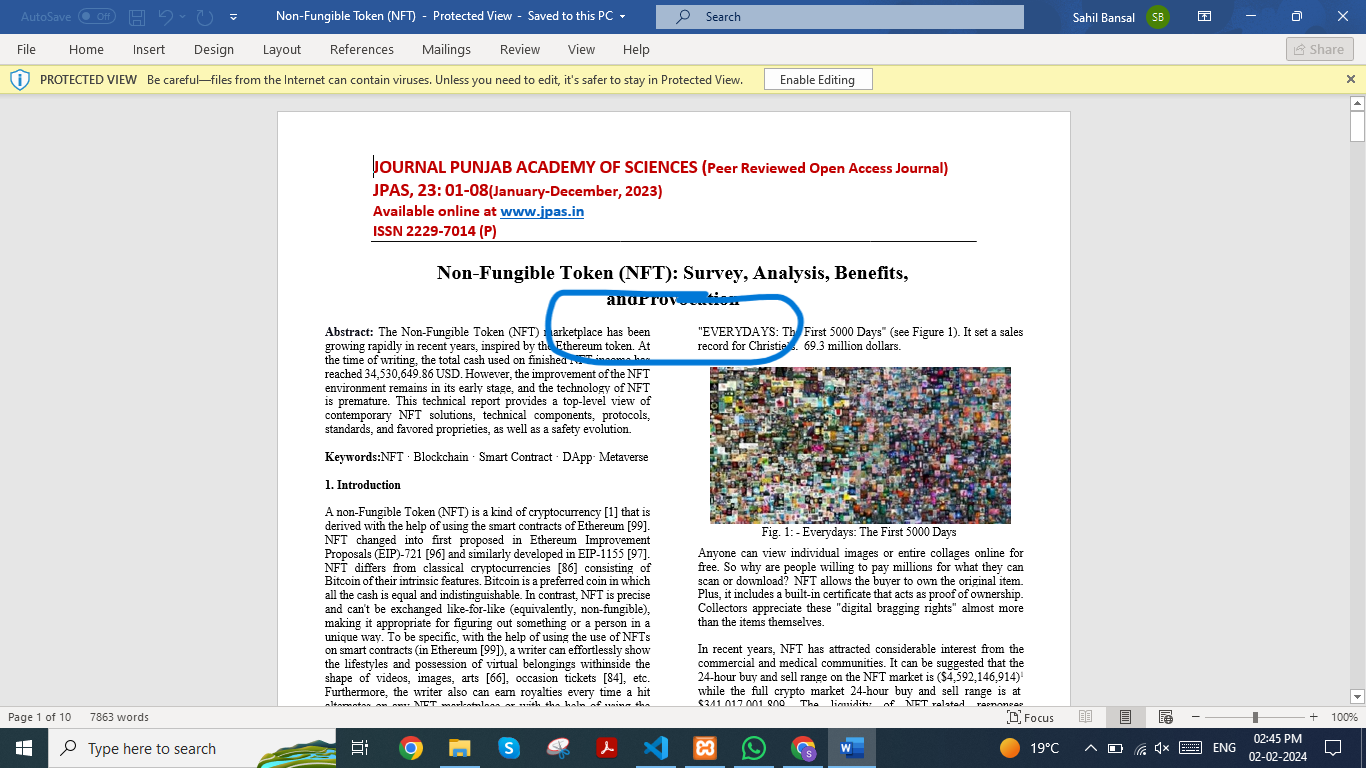 AutoSave Off Non-Fungible Token (NFT) - Protected View - Saved to this PC Search Sahil Bansal SB
File Home Insert Design Layout References Mailings Review View Help Share
PROTECTED VIEW Be careful—files from the Internet can contain viruses. Unless you need to edit, it's safer to stay in Protected View. Enable Editing
JOURNAL PUNJAB ACADEMY OF SCIENCES (Peer Reviewed Open Access Journal)
JPAS, 23: 01-08(January-December, 2023)
Available online at www.jpas.in
ISSN 2229-7014 (P)
Non-Fungible Token (NFT): Survey, Analysis, Benefits,
andProvocation
Abstract: The Non-Fungible Token (NFT) marketplace has been
growing rapidly in recent years, inspired by the Ethereum token. At
the time of writing, the total cash used on finished NFT income has
reached 34,530,649.86 USD. However, the improvement of the NFT
environment remains in its early stage, and the technology of NFT
is premature. This technical report provides a top-level view of
contemporary NFT solutions, technical components, protocols,
standards, and favored proprieties, as well as a safety evolution.
Keywords:NFT · Blockchain · Smart Contract · DApp· Metaverse
1. Introduction
A non-Fungible Token (NFT) is a kind of cryptocurrency [1] that is
derived with the help of using the smart contracts of Ethereum [99].
NFT changed into first proposed in Ethereum Improvement
Proposals (EIP)-721 [96] and similarly developed in EIP-1155 [97].
NFT differs from classical cryptocurrencies [86] consisting of
Bitcoin of their intrinsic features. Bitcoin is a preferred coin in which
all the cash is equal and indistinguishable. In contrast, NFT is precise
and can't be exchanged like-for-like (equivalently, non-fungible),
making it appropriate for figuring out something or a person in a
unique way. To be specific, with the help of using the use of NFTs
on smart contracts (in Ethereum [99]), a writer can effortlessly show
the lifestyles and possession of virtual belongings withinside the
shape of videos, images, arts [66], occasion tickets [84], etc.
Furthermore, the writer also can earn royalties every time a hit
alternates on any NFT marketplace or with the help of using the
"EVERYDAYS: The First 5000 Days" (see Figure 1). It set a sales
record for Christie's. 69.3 million dollars.
Fig. 1: - Everydays: The First 5000 Days
Anyone can view individual images or entire collages online for
free. So why are people willing to pay millions for what they can
scan or download? NFT allows the buyer to own the original item.
Plus, it includes a built-in certificate that acts as proof of ownership.
Collectors appreciate these "digital bragging rights" almost more
than the items themselves.
In recent years, NFT has attracted considerable interest from the
commercial and medical communities. It can be suggested that the
24-hour buy and sell range on the NFT market is ($4,592,146,914)1
while the full crypto market 24-hour buy and sell range is at
$341,017,001,809. The liquidity of NFT-related responses
Page 1 of 10 7863 words Focus 100%
Type here to search 19°C ENG 02:45 PM
02-02-2024